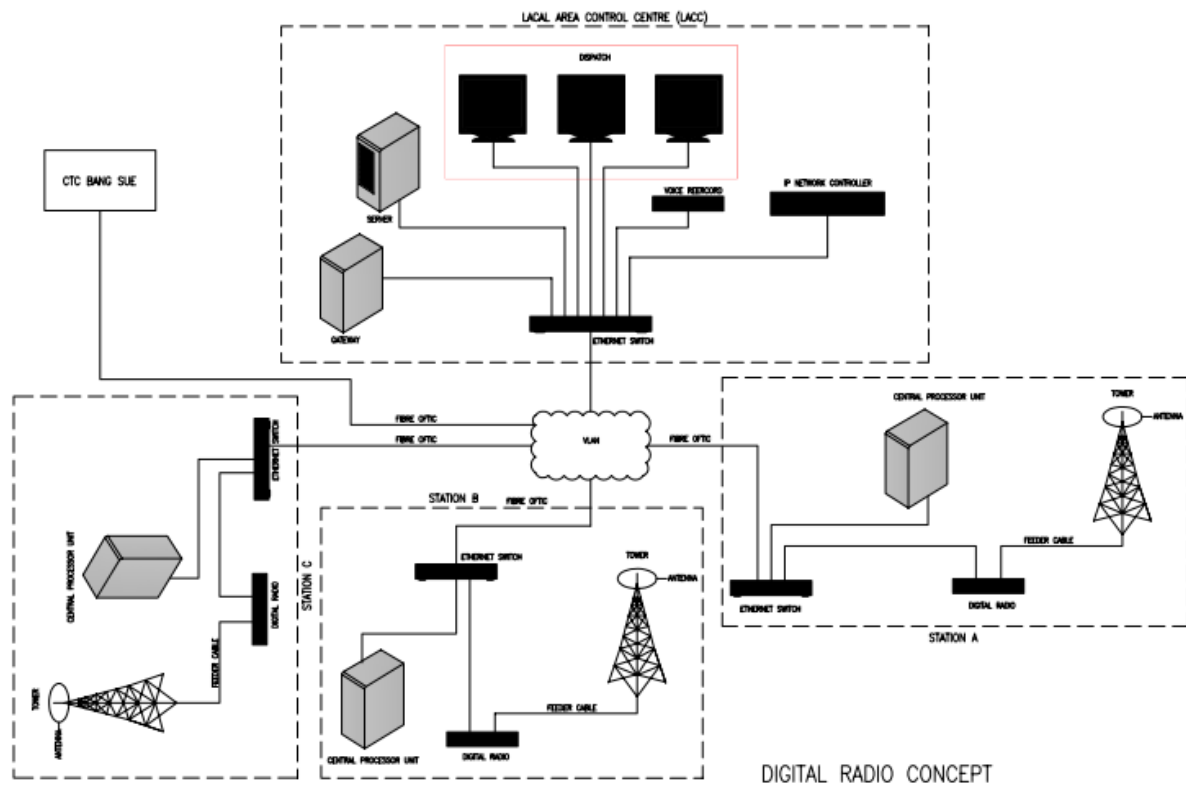 LACAL AREA CONTROL CENTRE (LACC)
DISPATCH
CTC BANG SUE
SERVER
IP NETWORK CONTROLLER
GATEWAY
ETHERNET SWITCH
FIBRE OPTIC
FIBRE OPTIC
VLAN
FIBRE OPTIC
FIBRE OPTIC
STATION B
ETHERNET SWITCH
CENTRAL PROCESSOR UNIT
DIGITAL RADIO
FEEDER CABLE
TOWER
ANTENNA
STATION C
ETHERNET SWITCH
TOWER
ANTENNA
CENTRAL PROCESSOR UNIT
DIGITAL RADIO
FEEDER CABLE
CENTRAL PROCESSOR UNIT
TOWER
ANTENNA
FEEDER CABLE
ETHERNET SWITCH
DIGITAL RADIO
STATION A
DIGITAL RADIO CONCEPT